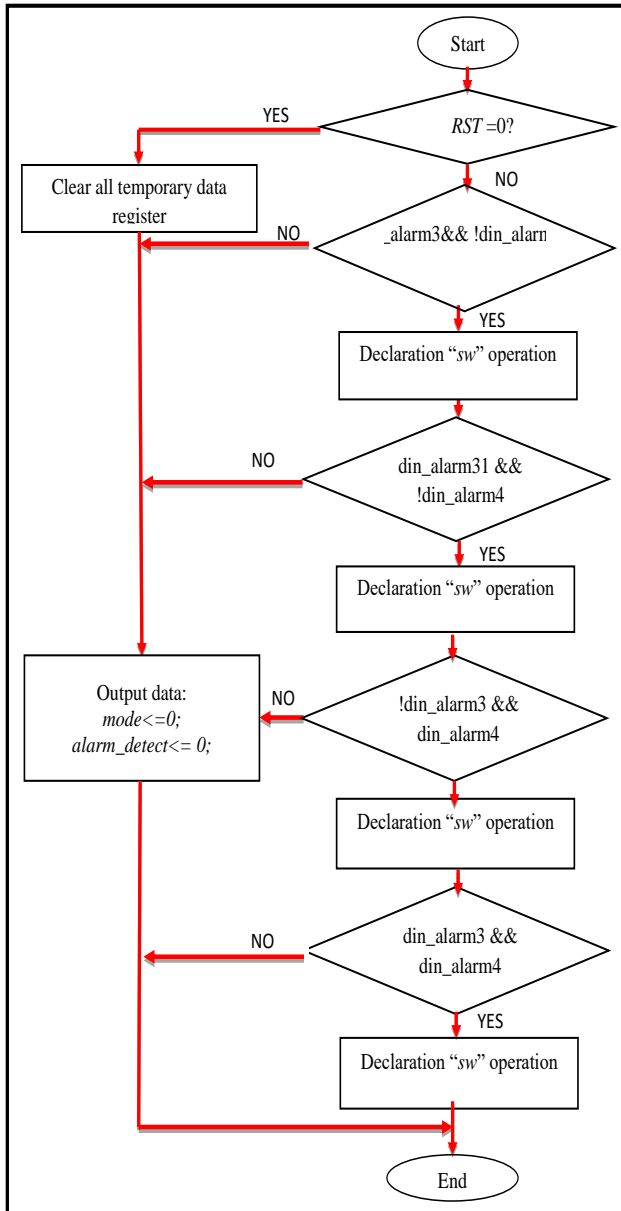 Start
RST =0?
YES
Clear all temporary data
register
NO
_alarm3&& !din_alarm
NO
YES
Declaration “sw” operation
din_alarm31 &&
!din_alarm4
NO
YES
Declaration “sw” operation
!din_alarm3 &&
din_alarm4
NO
Output data:
mode<=0;
alarm_detect<= 0;
Declaration “sw” operation
din_alarm3 &&
din_alarm4
NO
YES
Declaration “sw” operation
End